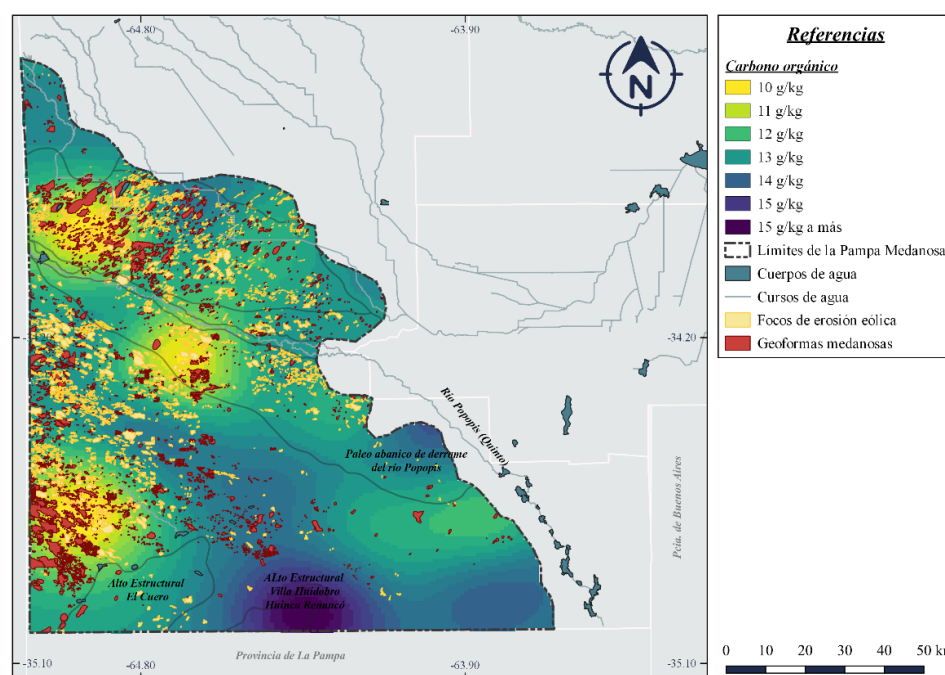 -64.80
-63.90
N
-34.20
Río Popopis (Quinto)
Paleo abanico de derrame
del río Popopis
Pcia. de Buenos Aires
Alto Estructural
El Cuero
ALto Estructural
Villa Huidobro
Huinca Renancó
Provincia de La Pampa
-35.10
-64.80
-63.90
-35.10
Referencias
Carbono orgánico
10 g/kg
11 g/kg
12 g/kg
13 g/kg
14 g/kg
15 g/kg
15 g/kg a más
Límites de la Pampa Medanosa
Cuerpos de agua
Cursos de agua
Focos de erosión eólica
Geoformas medanosas
0 10 20 30 40 50 km